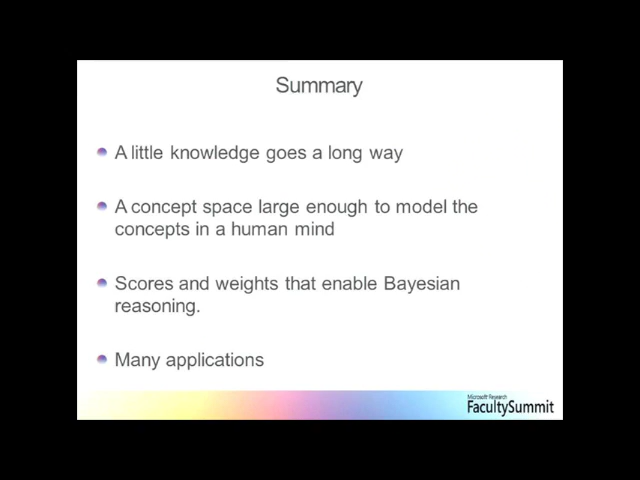 Summary
A little knowledge goes a long way
A concept space large enough to model the
concepts in a human mind
Scores and weights that enable Bayesian
reasoning.
Many applications
Microsoft Research
FacultySummit